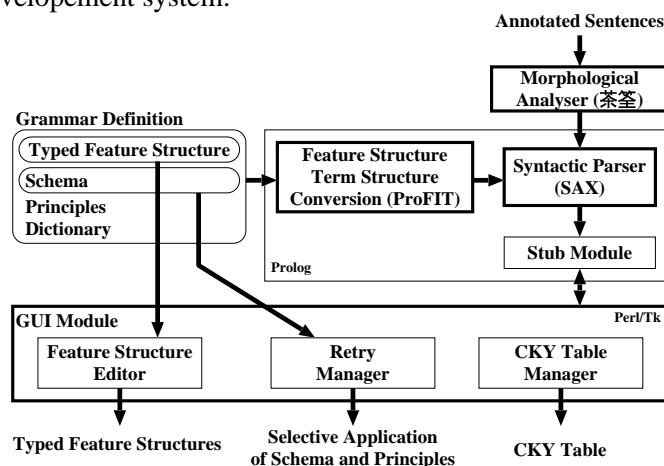 velopement system.
Annotated Sentences
Morphological
Analyser (茶筌)
Grammar Definition
Typed Feature Structure
Schema
Principles
Dictionary
Feature Structure
Term Structure
Conversion (ProFIT)
Syntactic Parser
(SAX)
Stub Module
Prolog
GUI Module
Perl/Tk
Feature Structure
Editor
Retry
Manager
CKY Table
Manager
Typed Feature Structures
Selective Application
of Schema and Principles
CKY Table